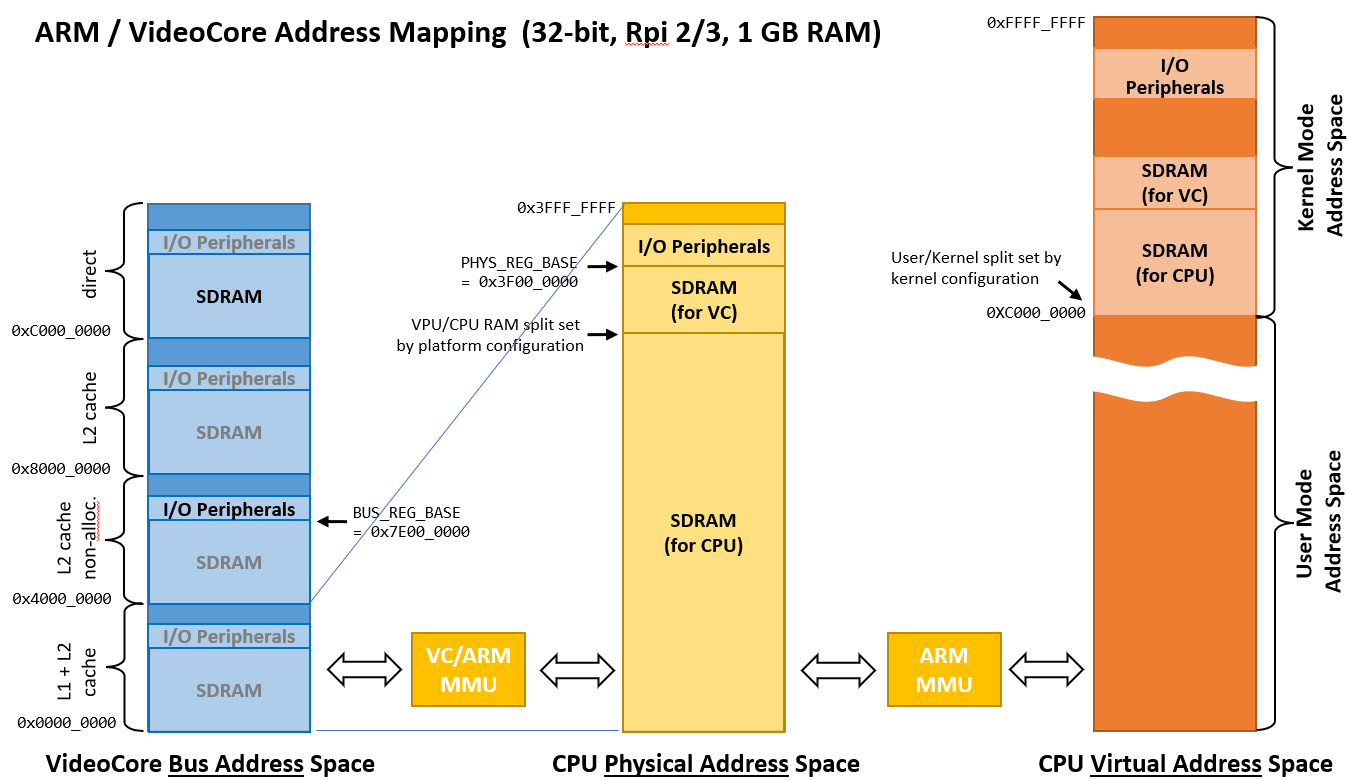 ARM / VideoCore Address Mapping (32-bit, Rpi 2/3, 1 GB RAM)
direct
0xC000_0000
L2 cache
0x8000_0000
L2 cache
non-alloc.
0x4000_0000
L1 + L2
cache
0x0000_0000
I/O Peripherals
SDRAM
I/O Peripherals
SDRAM
I/O Peripherals
SDRAM
I/O Peripherals
SDRAM
BUS_REG_BASE
= 0x7E00_0000
VC/ARM
MMU
0x3FFF_FFFF
PHYS_REG_BASE
= 0x3F00_0000
VPU/CPU RAM split set
by platform configuration
I/O Peripherals
SDRAM
(for VC)
SDRAM
(for CPU)
ARM
MMU
0xFFFF_FFFF
User/Kernel split set by
kernel configuration
0XC000_0000
I/O
Peripherals
SDRAM
(for VC)
SDRAM
(for CPU)
Kernel Mode
Address Space
User Mode
Address Space
VideoCore Bus Address Space
CPU Physical Address Space
CPU Virtual Address Space